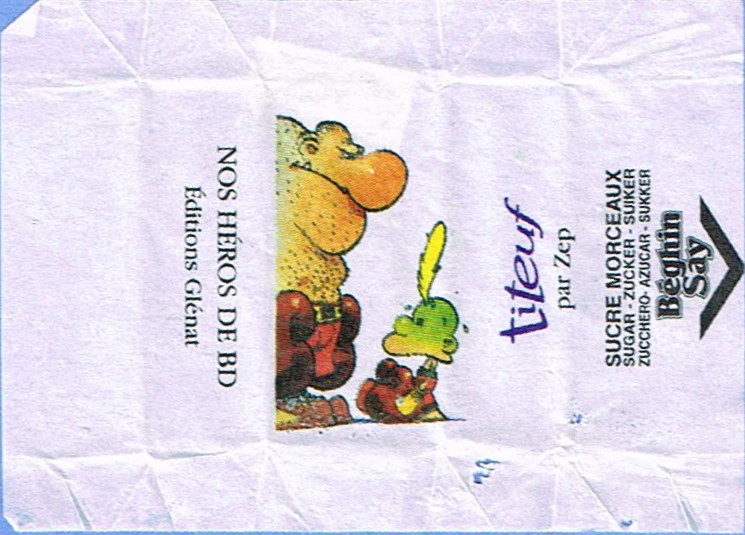 Béghin
Say
SUCRE MORCEAUX
SUGAR - ZUCKER - SUIKER
ZUCCHERO - AZUCAR - SUKKER
titeuf
par Zep
NOS HÉROS DE BD
Éditions Glénat